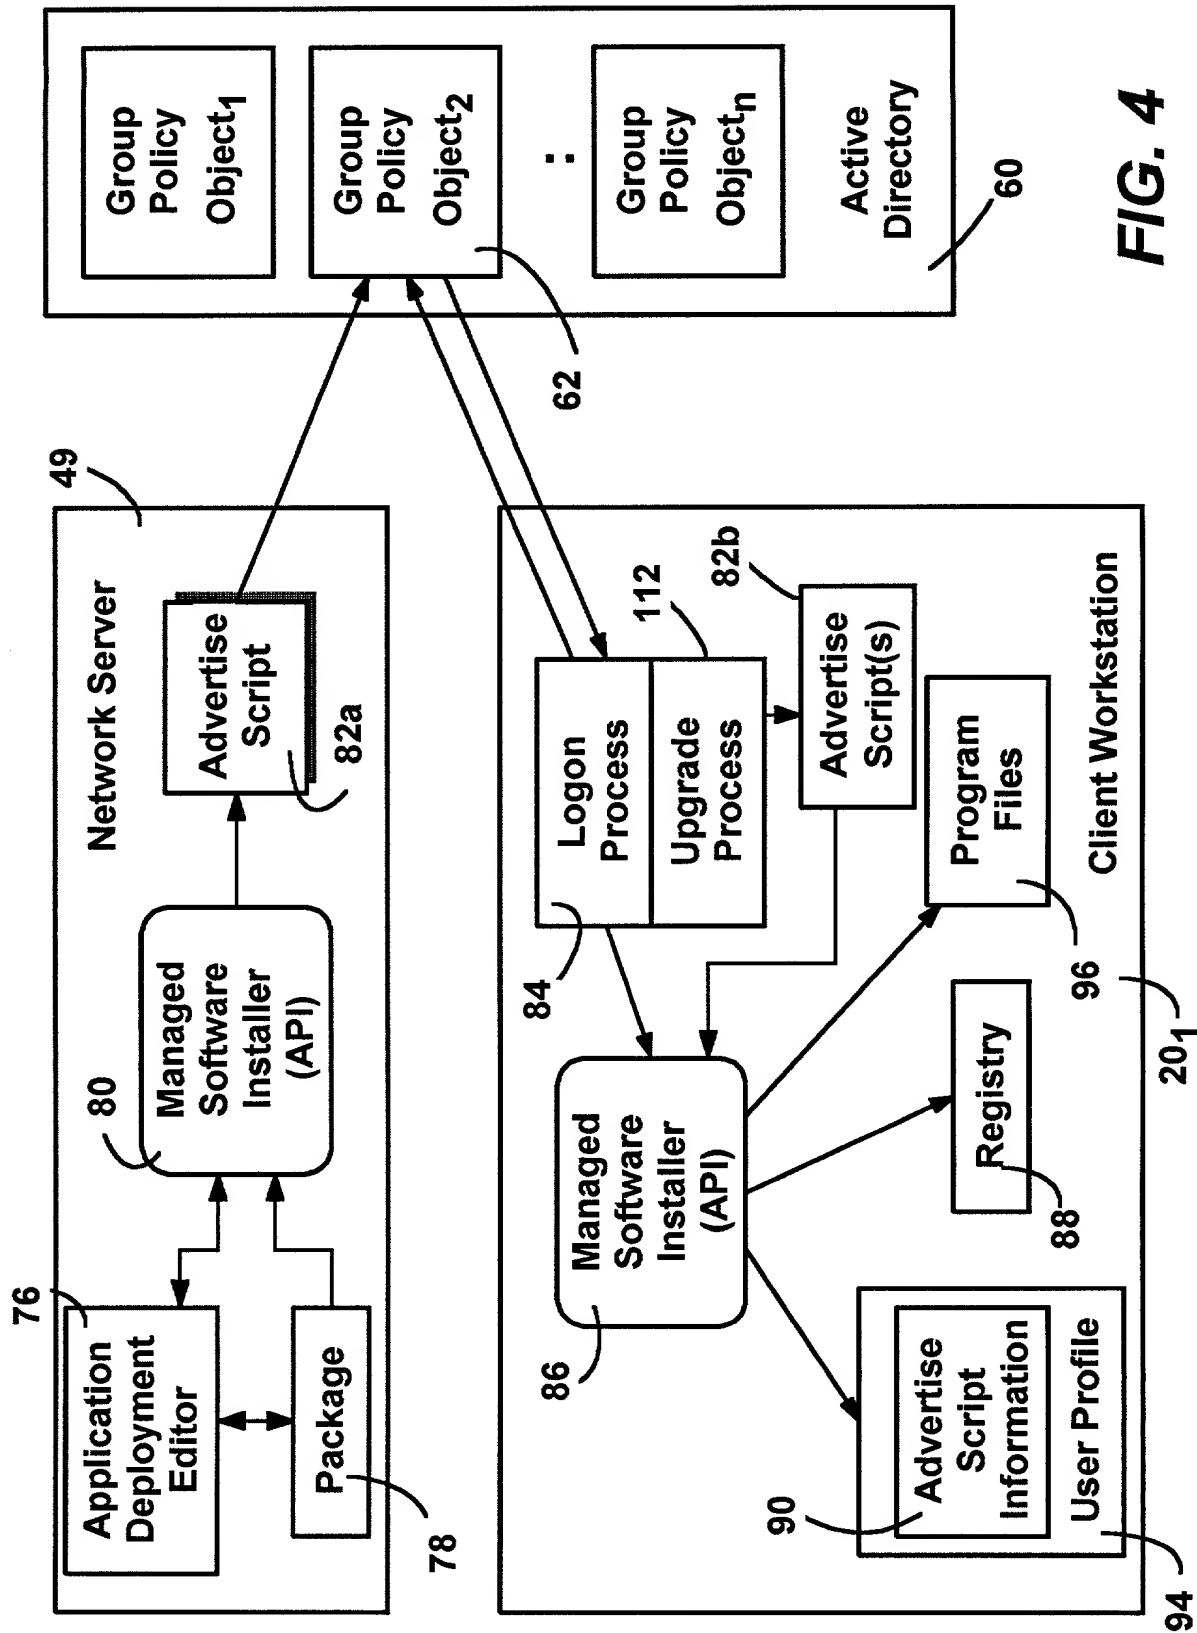 76
Application
Deployment
Editor
Package
78
80
Managed
Software
Installer
(API)
Advertise
Script
82a
Network Server
49
Group
Policy
Object1
Group
Policy
Object2
62
:
Group
Policy
Objectn
Active
Directory
60
84
Logon
Process
Upgrade
Process
112
82b
Advertise
Script(s)
86
Managed
Software
Installer
(API)
90
Advertise
Script
Information
User Profile
94
Registry
88
Program
Files
96
Client Workstation
201
FIG. 4